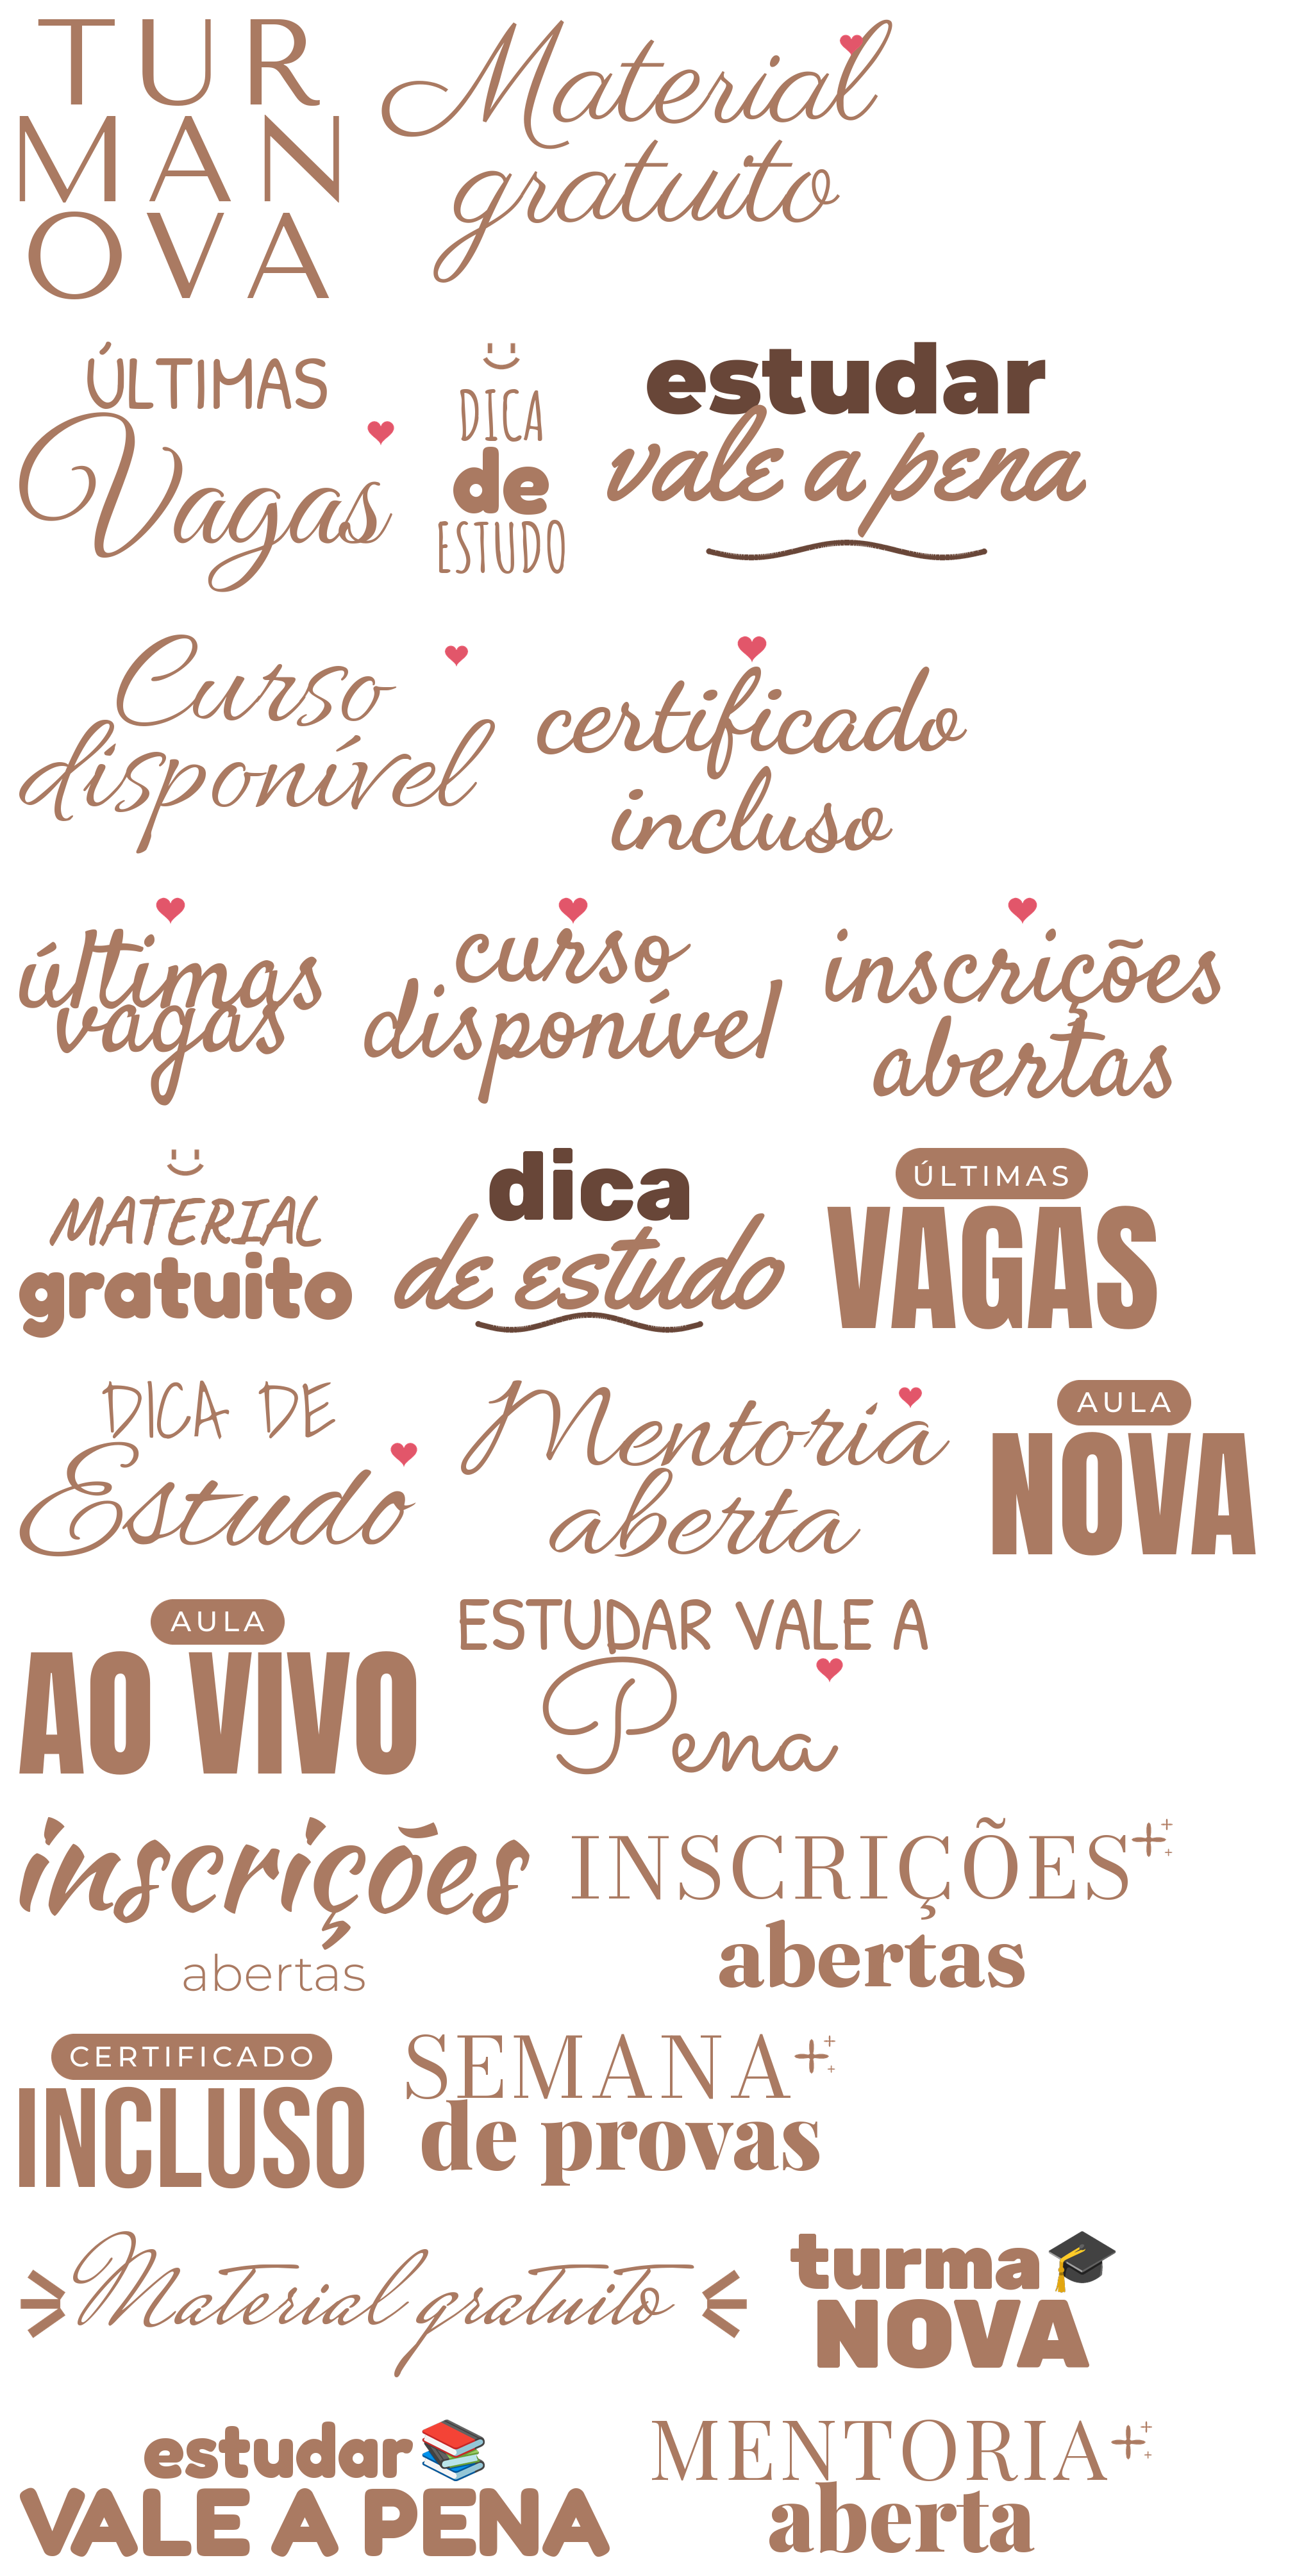 TUR
MAN
OVA
Material
gratuito
ÚLTIMAS
Vagas
DICA
de
ESTUDO
estudar
vale a pena
Curso
disponível
certificado
incluso
últimas
vagas
curso
disponível
inscrições
abertas
MATERIAL
gratuito
dica
de estudo
ÚLTIMAS
VAGAS
DICA DE
Estudo
Mentoria
aberta
AULA
NOVA
AULA
AO VIVO
ESTUDAR VALE A
Pena
inscrições
abertas
INSCRIÇÕES
abertas
CERTIFICADO
INCLUSO
SEMANA
de provas
Material gratuito
turma
NOVA
estudar
VALE A PENA
MENTORIA
aberta